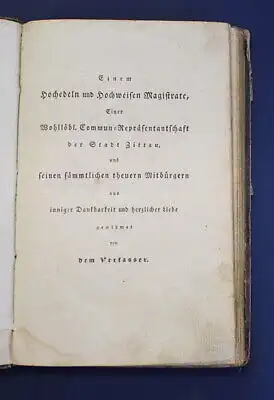 Einem
Hochedeln und Hochweisen Magistrate,
Einer
Wohllöbl. Commun-Repräsentantschaft
der Stadt Zittau,
und
seinen sämmtlichen theuern Mitbürgern
aus
inniger Dankbarkeit und herzlicher Liebe
gewidmet
von
dem Verfasser.